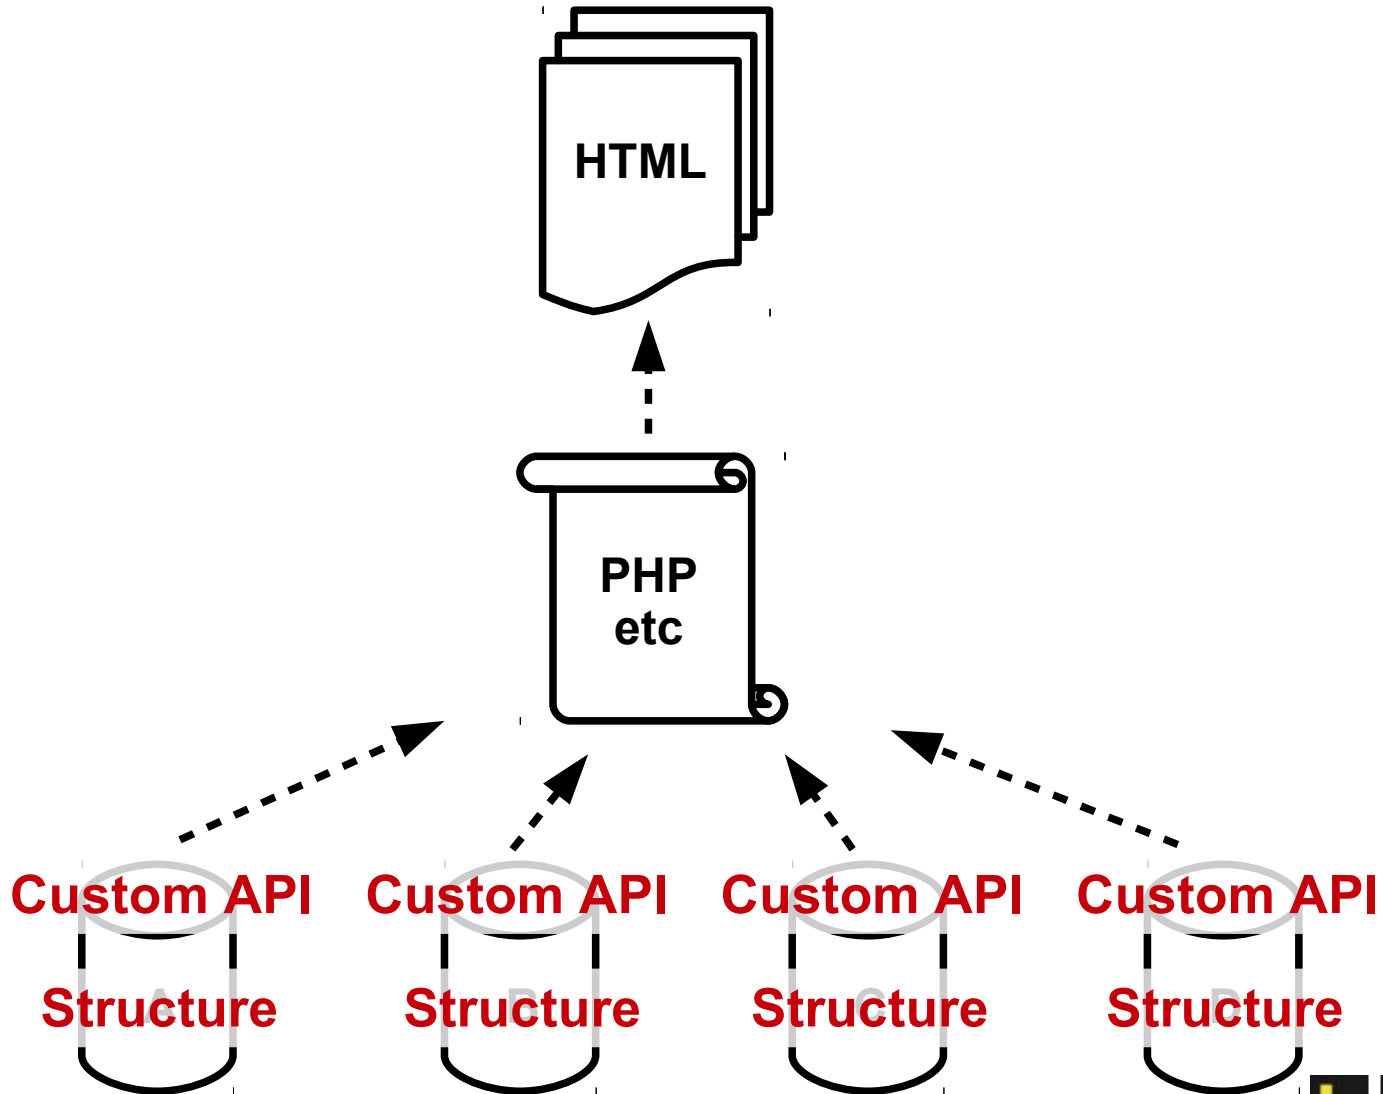 HTML
PHP
etc
Custom API Custom API Custom API Custom API
A B C D
Structure Structure Structure Structure